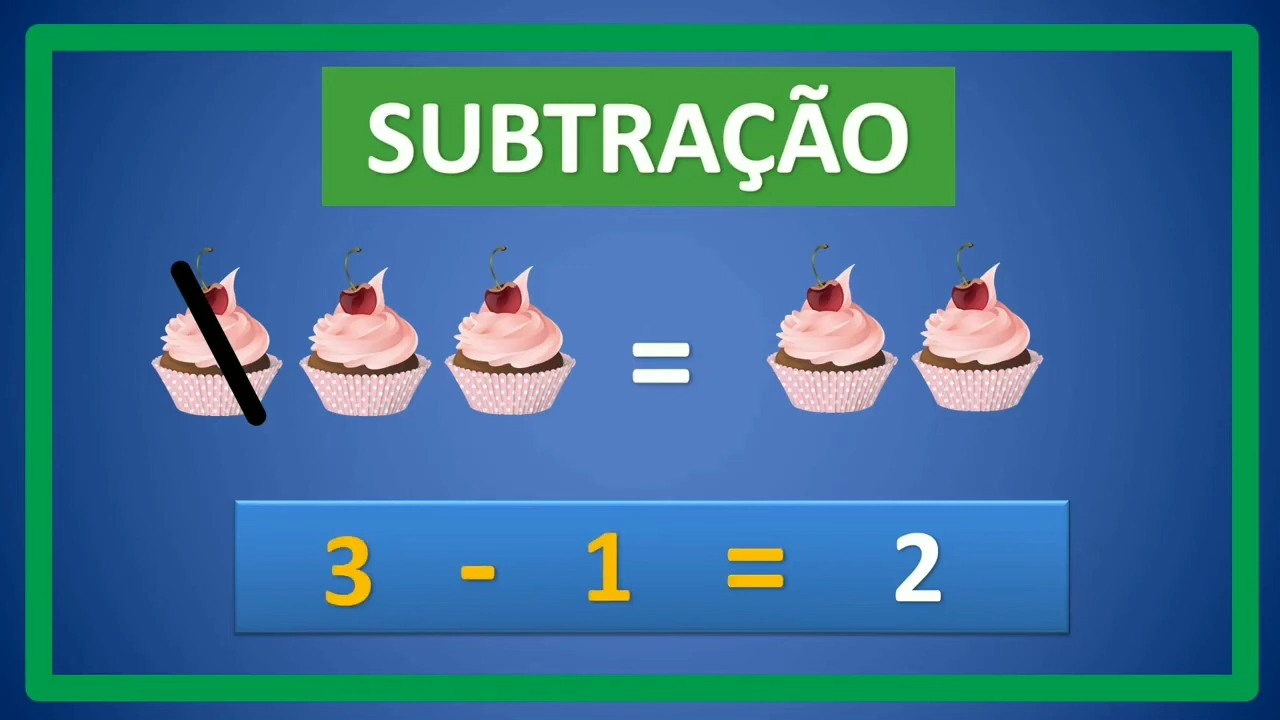 SUBTRAÇÃO
=
3 - 1 = 2